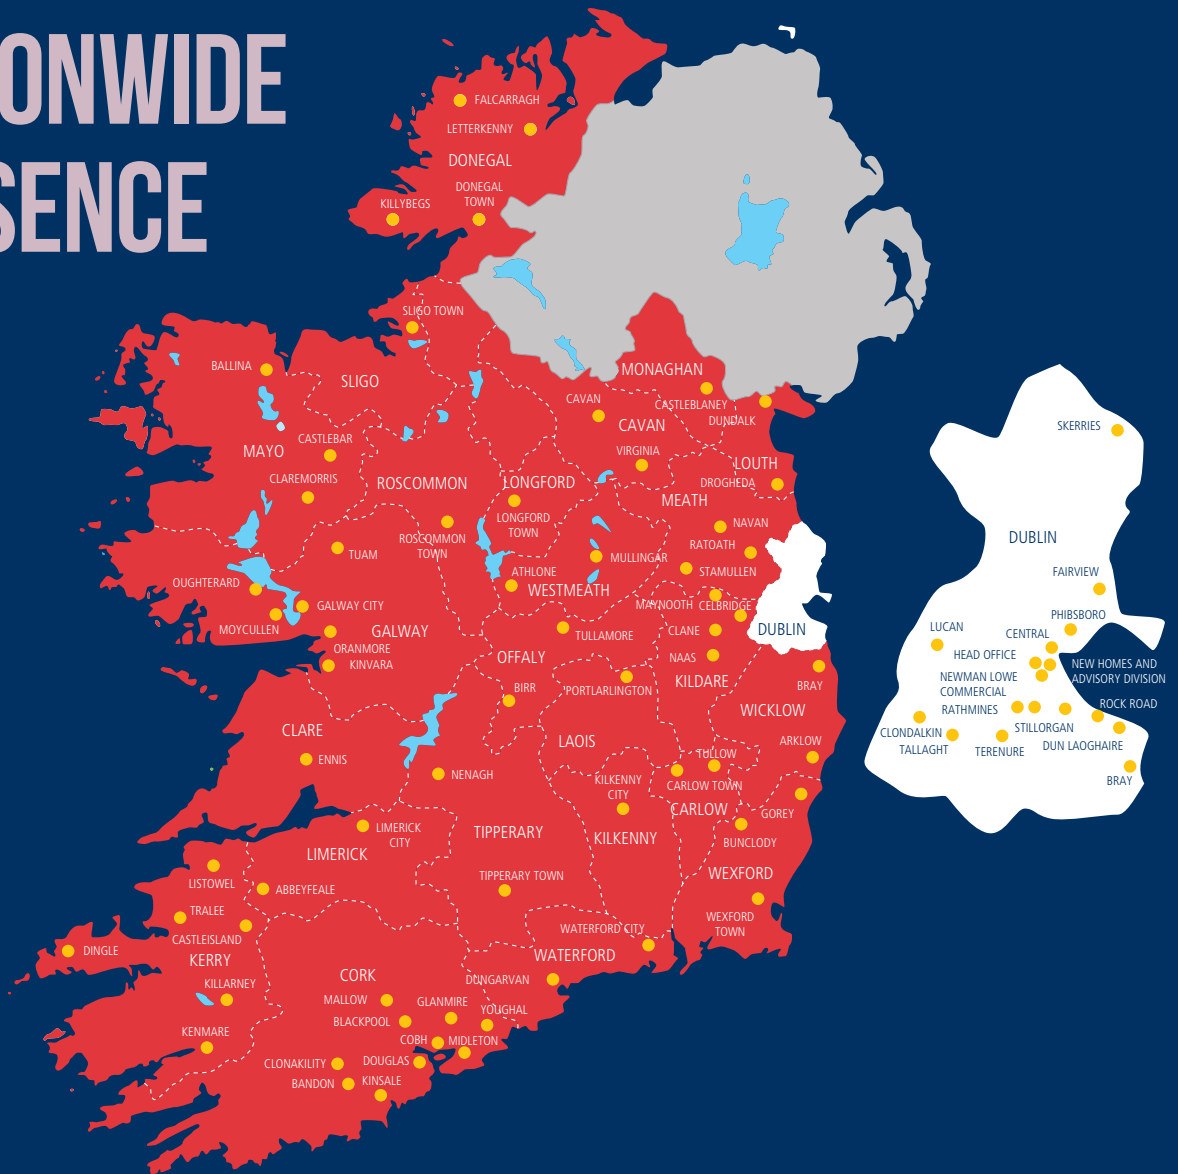 ONWIDE
SENCE
FALCARRAGH
LETTERKENNY
DONEGAL
DONEGAL
TOWN
KILLYBEGS
SLIGO TOWN
BALLINA
SLIGO
MONAGHAN
CAVAN
CASTLEBLANEY
DUNDALK
CAVAN
CASTLEBAR
MAYO
VIRGINIA
LOUTH
CLAREMORRIS
ROSCOMMON
LONGFORD
DROGHEDA
MEATH
LONGFORD
TOWN
NAVAN
ROSCOMMON
TOWN
RATOATH
TUAM
MULLINGAR
STAMULLEN
ATHLONE
OUGHTERARD
WESTMEATH
GALWAY CITY
MAYNOOTH
CELBRIDGE
MOYCULLEN
GALWAY
TULLAMORE
CLANE
DUBLIN
ORANMORE
KINVARA
OFFALY
NAAS
KILDARE
BIRR
PORTLARLINGTON
BRAY
WICKLOW
CLARE
LAOIS
ARKLOW
ENNIS
TULLOW
NENAGH
KILKENNY
CITY
CARLOW TOWN
CARLOW
GOREY
LIMERICK
CITY
TIPPERARY
KILKENNY
BUNCLODY
LIMERICK
WEXFORD
LISTOWEL
ABBEYFEALE
TIPPERARY TOWN
TRALEE
WEXFORD
TOWN
CASTLEISLAND
WATERFORD CITY
DINGLE
KERRY
WATERFORD
CORK
KILLARNEY
DUNGARVAN
MALLOW
GLANMIRE
YOUGHAL
BLACKPOOL
KENMARE
COBH
MIDLETON
CLONAKILITY
DOUGLAS
BANDON
KINSALE
SKERRIES
DUBLIN
FAIRVIEW
PHIBSBORO
LUCAN
CENTRAL
HEAD OFFICE
NEW HOMES AND
ADVISORY DIVISION
NEWMAN LOWE
COMMERCIAL
RATHMINES
ROCK ROAD
STILLORGAN
CLONDALKIN
TALLAGHT
TERENURE
DUN LAOGHAIRE
BRAY